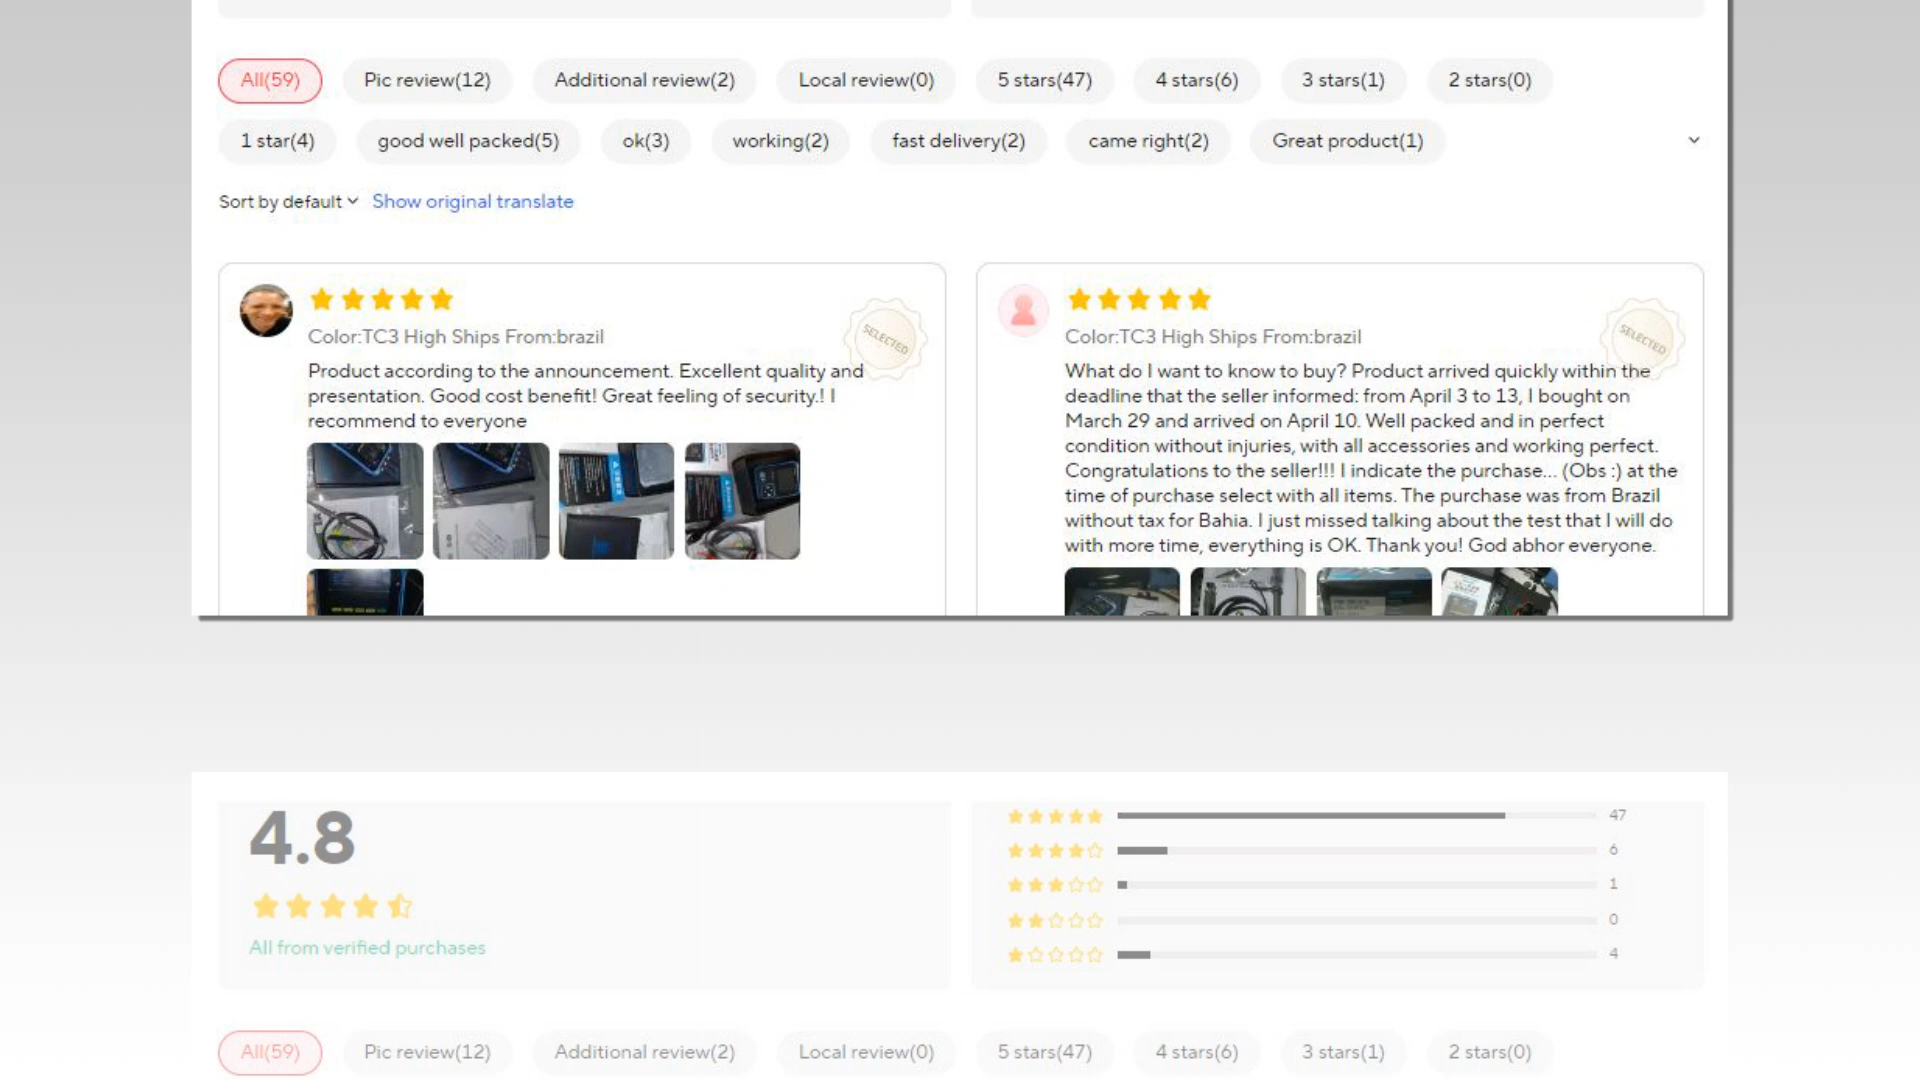 All(59) Pic review(12) Additional review(2) Local review(0) 5 stars(47) 4 stars(6) 3 stars(1) 2 stars(0)
1 star(4) good well packed(5) ok(3) working(2) fast delivery(2) came right(2) Great product(1)
Sort by default Show original translate
Color:TC3 High Ships From:brazil
SELECTED
Product according to the announcement. Excellent quality and
presentation. Good cost benefit! Great feeling of security.! I
recommend to everyone
Color:TC3 High Ships From:brazil
SELECTED
What do I want to know to buy? Product arrived quickly within the
deadline that the seller informed: from April 3 to 13, I bought on
March 29 and arrived on April 10. Well packed and in perfect
condition without injuries, with all accessories and working perfect.
Congratulations to the seller!!! I indicate the purchase... (Obs :) at the
time of purchase select with all items. The purchase was from Brazil
without tax for Bahia. I just missed talking about the test that I will do
with more time, everything is OK. Thank you! God abhor everyone.
4.8
All from verified purchases
47
6
1
0
4
All(59) Pic review(12) Additional review(2) Local review(0) 5 stars(47) 4 stars(6) 3 stars(1) 2 stars(0)